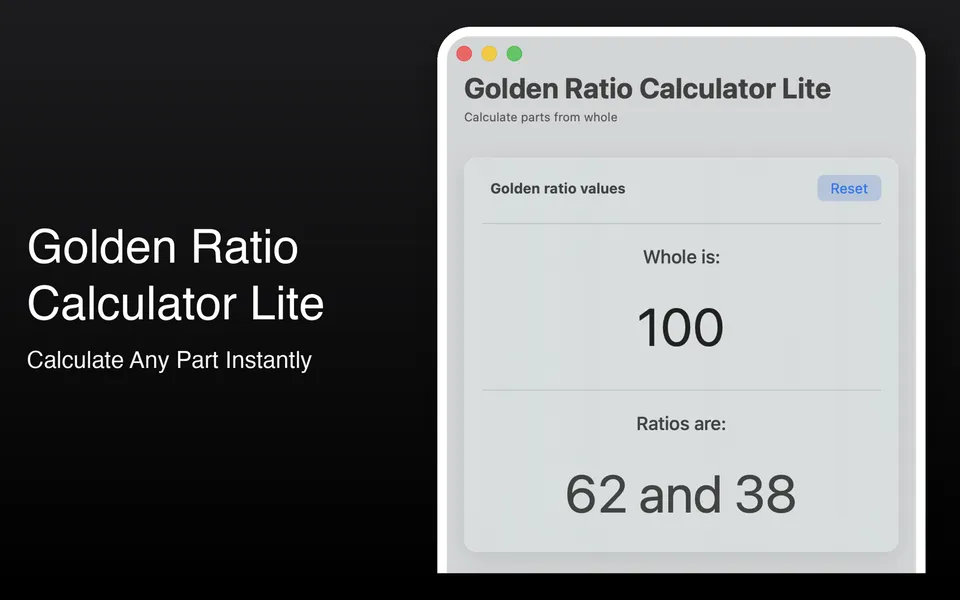 Golden Ratio
Calculator Lite
Calculate Any Part Instantly
Golden Ratio Calculator Lite
Calculate parts from whole
Golden ratio values
Reset
Whole is:
100
Ratios are:
62 and 38